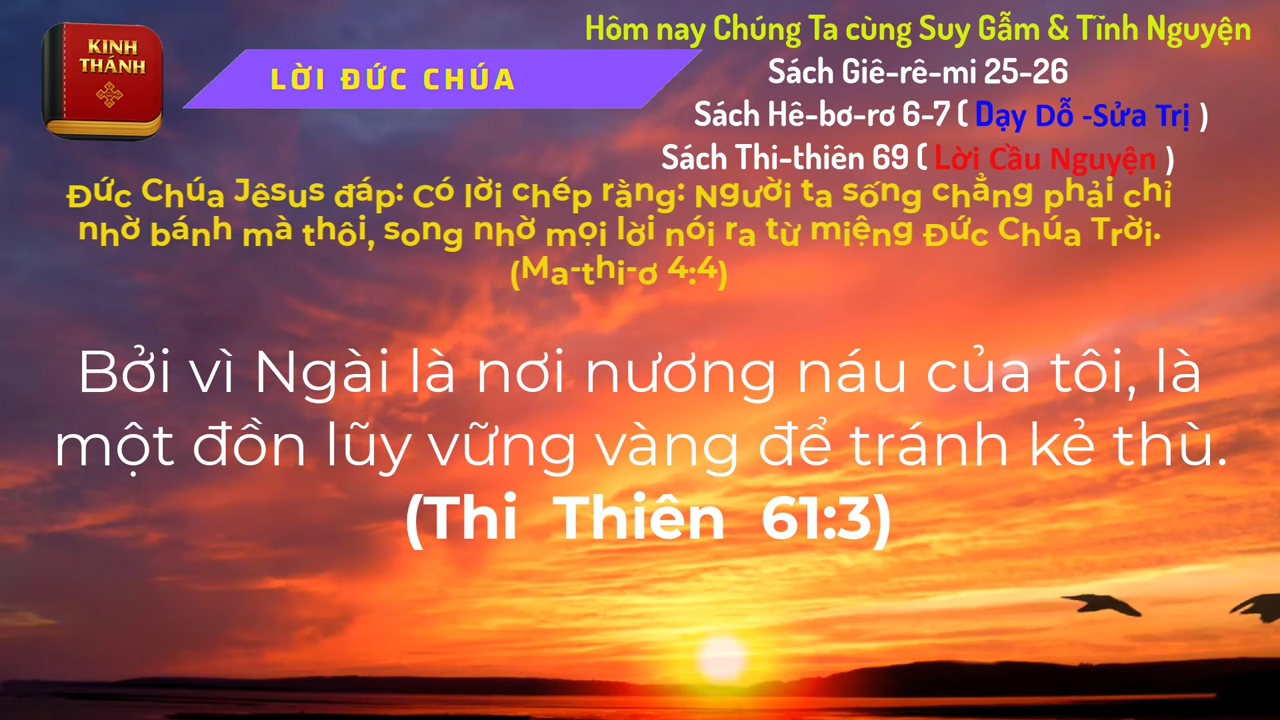 KINH
THÁNH
LỜI ĐỨC CHÚA
Hôm nay Chúng Ta cùng Suy Gẫm & Tĩnh Nguyện
Sách Giê-rê-mi 25-26
Sách Hê-bơ-rơ 6-7 ( Dạy Dỗ -Sửa Trị )
Sách Thi-thiên 69 ( Lời Cầu Nguyện )
Đức Chúa Jêsus đáp: Có lời chép rằng: Người ta sống chẳng phải chỉ
nhờ bánh mà thôi, song nhờ mọi lời nói ra từ miệng Đức Chúa Trời.
(Ma-thi-ơ 4:4)
Bởi vì Ngài là nơi nương náu của tôi, là
một đồn lũy vững vàng để tránh kẻ thù.
(Thi Thiên 61:3)